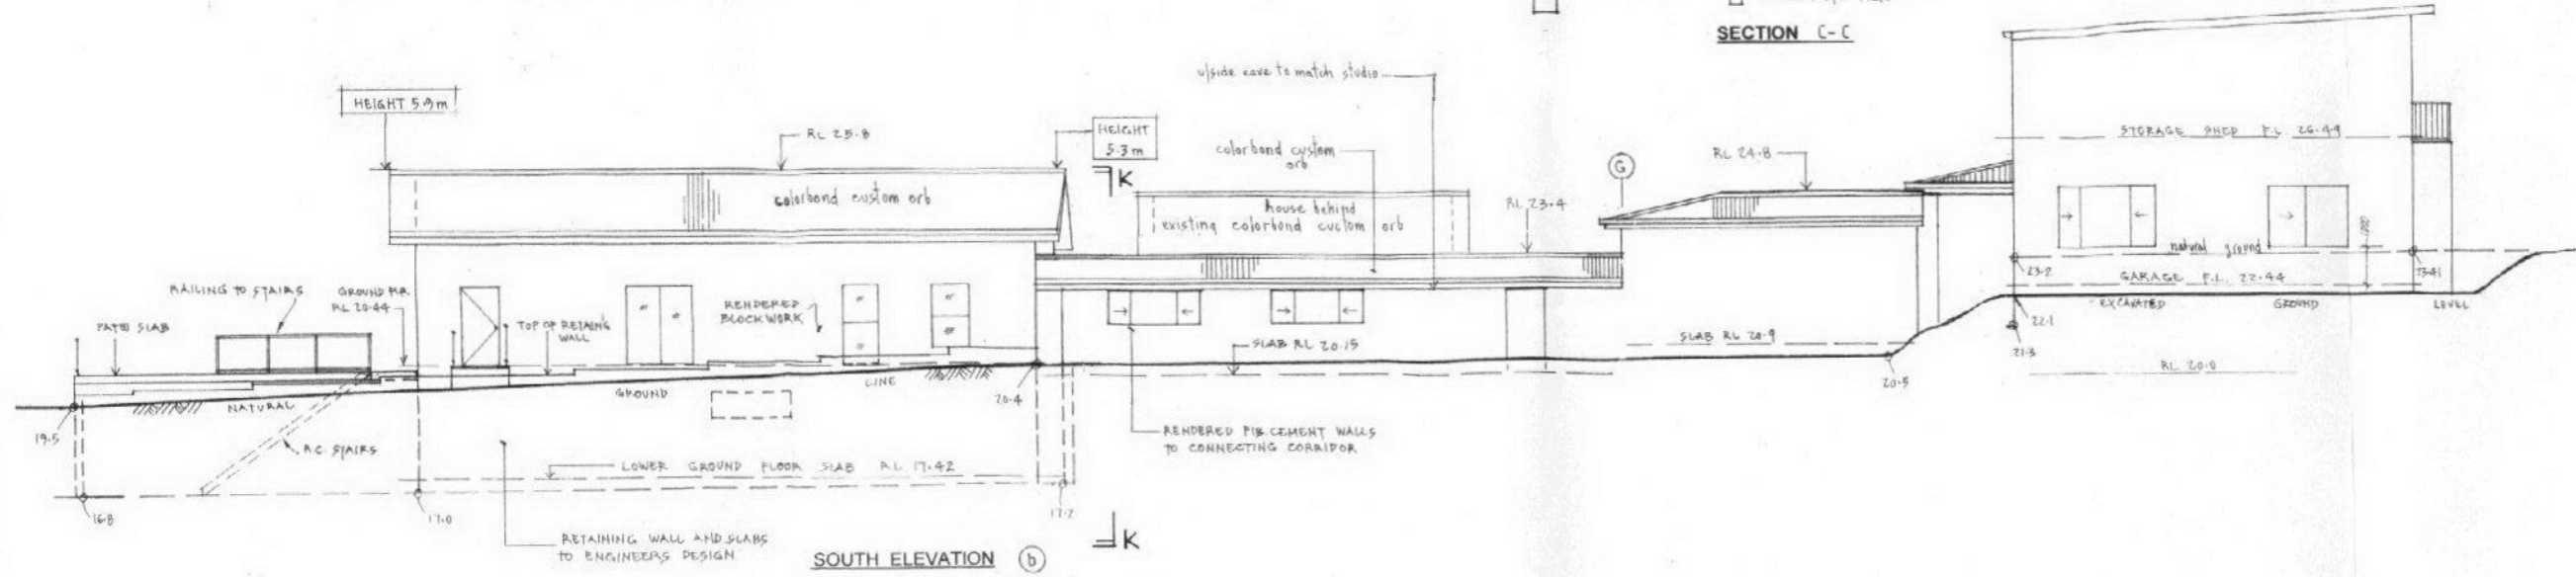 SECTION C-C
u/side eave to match studio
HEIGHT 5.9m
RL 25.8
HEIGHT
5.3m
colorbond custom
orb
G
RL 24.8
STORAGE SHED F.L. 26.44
K
colorbond custom orb
house behind
existing colorbond custom orb
RL 23.4
1000
natural ground
RAILING TO STAIRS
GROUND FLR
RL 20.44
RENDERED
BLOCKWORK
23.2
GARAGE F.L. 22.44
23.41
PATIO SLAB
TOP OF RETAING
WALL
EXCAVATED GROUND LEVEL
22.1
SLAB RL 20.15
SLAB RL 20.9
21.3
RL 20.0
NATURAL GROUND LINE
20.4
20.5
19.5
R.C. STAIRS
RENDERED FIB.CEMENT WALLS
TO CONNECTING CORRIDOR
LOWER GROUND FLOOR SLAB RL 17.42
16.8
17.0
17.2
RETAINING WALL AND SLABS
TO ENGINEERS DESIGN
K
SOUTH ELEVATION b